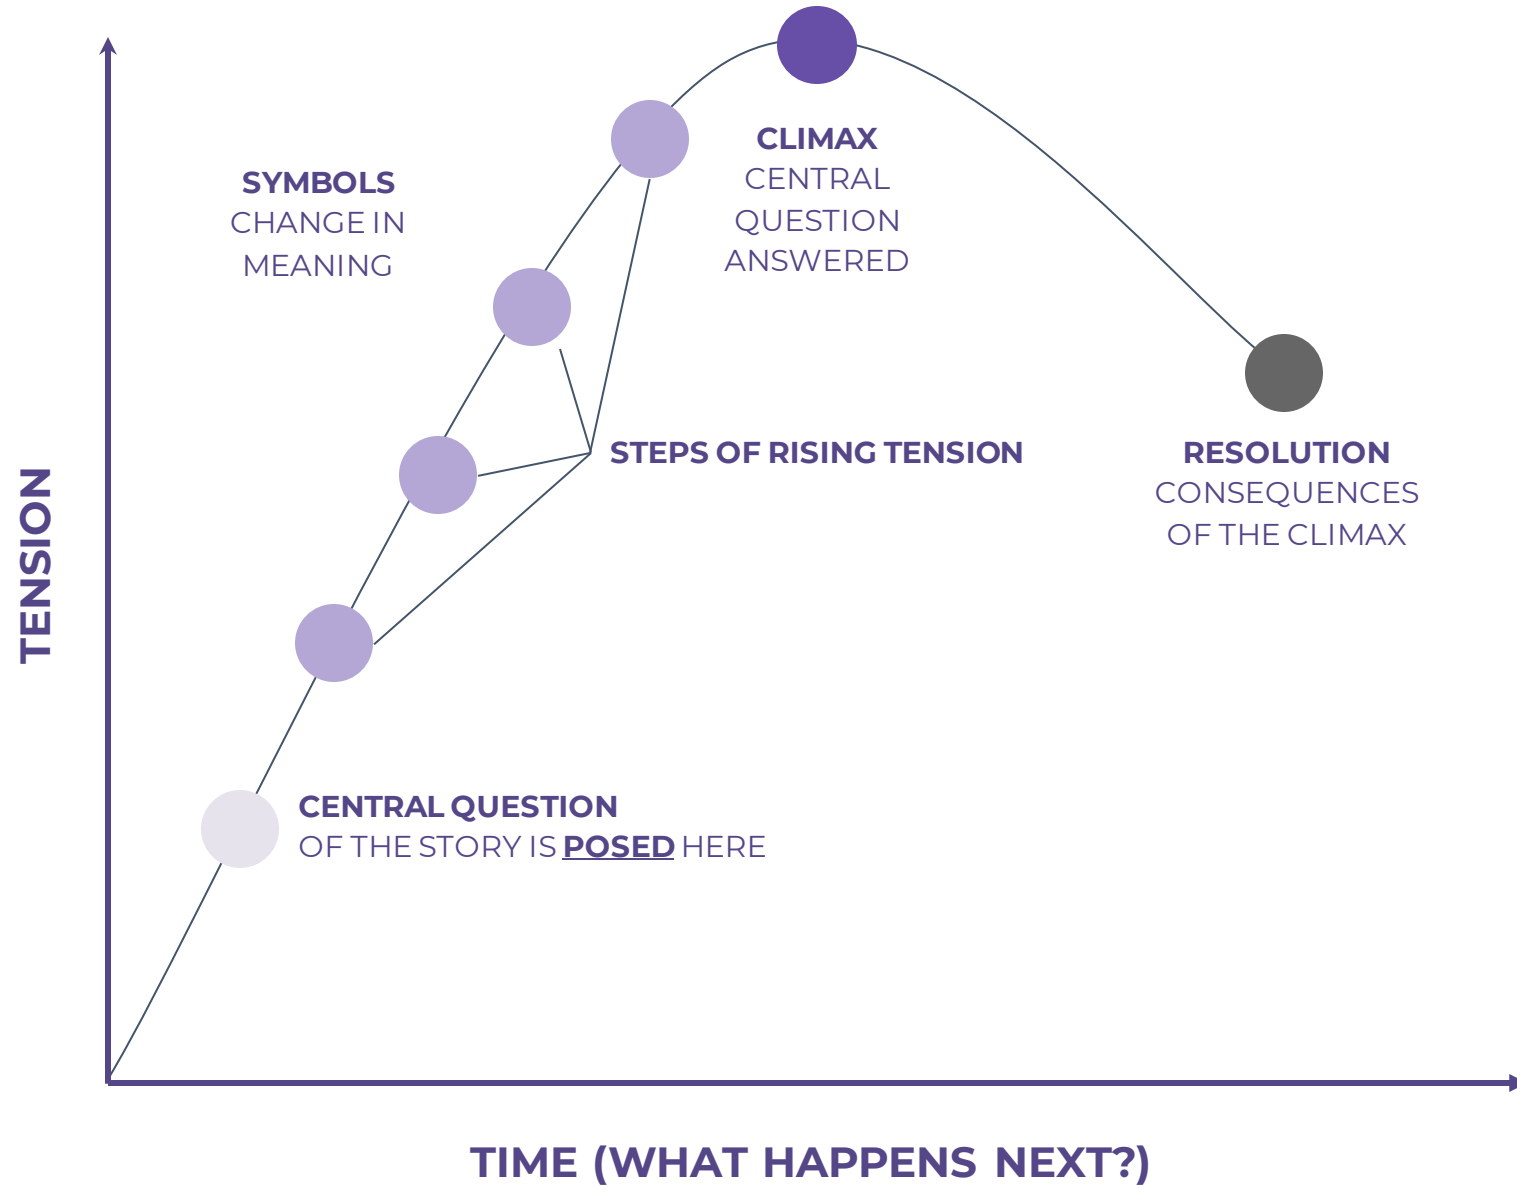 CLIMAX
CENTRAL
QUESTION
ANSWERED
SYMBOLS
CHANGE IN
MEANING
STEPS OF RISING TENSION
RESOLUTION
CONSEQUENCES
OF THE CLIMAX
TENSION
CENTRAL QUESTION
OF THE STORY IS POSED HERE
TIME (WHAT HAPPENS NEXT?)